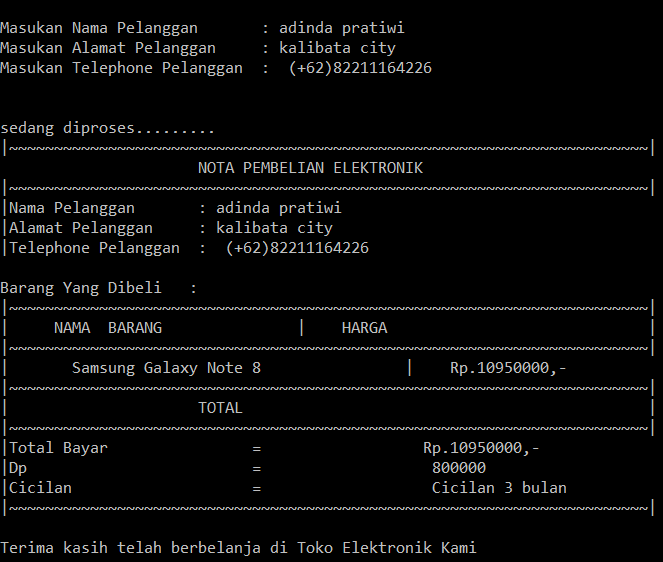 Masukan Nama Pelanggan       : adinda pratiwi
Masukan Alamat Pelanggan     : kalibata city
Masukan Telephone Pelanggan  :  (+62)82211164226
sedang diproses.........
|~~~~~~~~~~~~~~~~~~~~~~~~~~~~~~~~~~~~~~~~~~~~~~~~~~~~~~~~~~~~~~~~~~~~~~~|
NOTA PEMBELIAN ELEKTRONIK
|~~~~~~~~~~~~~~~~~~~~~~~~~~~~~~~~~~~~~~~~~~~~~~~~~~~~~~~~~~~~~~~~~~~~~~~|
|Nama Pelanggan       : adinda pratiwi
|Alamat Pelanggan     : kalibata city
|Telephone Pelanggan  :  (+62)82211164226
Barang Yang Dibeli   :
|~~~~~~~~~~~~~~~~~~~~~~~~~~~~~~~~~~~~~~~~~~~~~~~~~~~~~~~~~~~~~~~~~~~~~~~|
|     NAMA  BARANG               |    HARGA                             |
|~~~~~~~~~~~~~~~~~~~~~~~~~~~~~~~~~~~~~~~~~~~~~~~~~~~~~~~~~~~~~~~~~~~~~~~|
|       Samsung Galaxy Note 8                |    Rp.10950000,-
|~~~~~~~~~~~~~~~~~~~~~~~~~~~~~~~~~~~~~~~~~~~~~~~~~~~~~~~~~~~~~~~~~~~~~~~|
|                     TOTAL                                             |
|~~~~~~~~~~~~~~~~~~~~~~~~~~~~~~~~~~~~~~~~~~~~~~~~~~~~~~~~~~~~~~~~~~~~~~~|
|Total Bayar                =                  Rp.10950000,-
|Dp                         =                   800000
|Cicilan                    =                   Cicilan 3 bulan
|~~~~~~~~~~~~~~~~~~~~~~~~~~~~~~~~~~~~~~~~~~~~~~~~~~~~~~~~~~~~~~~~~~~~~~~|
Terima kasih telah berbelanja di Toko Elektronik Kami